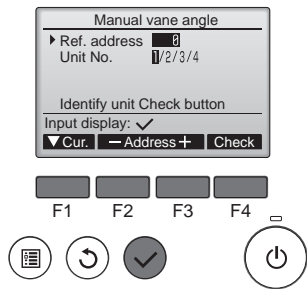 Manual vane angle
Ref. address 0
Unit No. 1/2/3/4
Identify unit Check button
Input display: ✓
▼Cur. －Address＋ Check
F1 F2 F3 F4